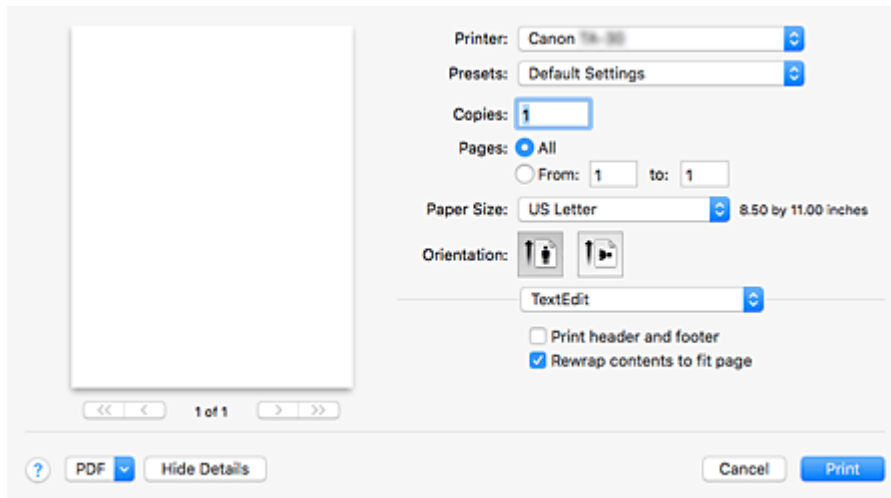 Printer: Canon
Presets: Default Settings
Copies: 1
Pages: All
From: 1 to: 1
Paper Size: US Letter 8.50 by 11.00 inches
Orientation:
TextEdit
Print header and footer
Rewrap contents to fit page
<< < 1 of 1 > >>
? PDF Hide Details Cancel Print